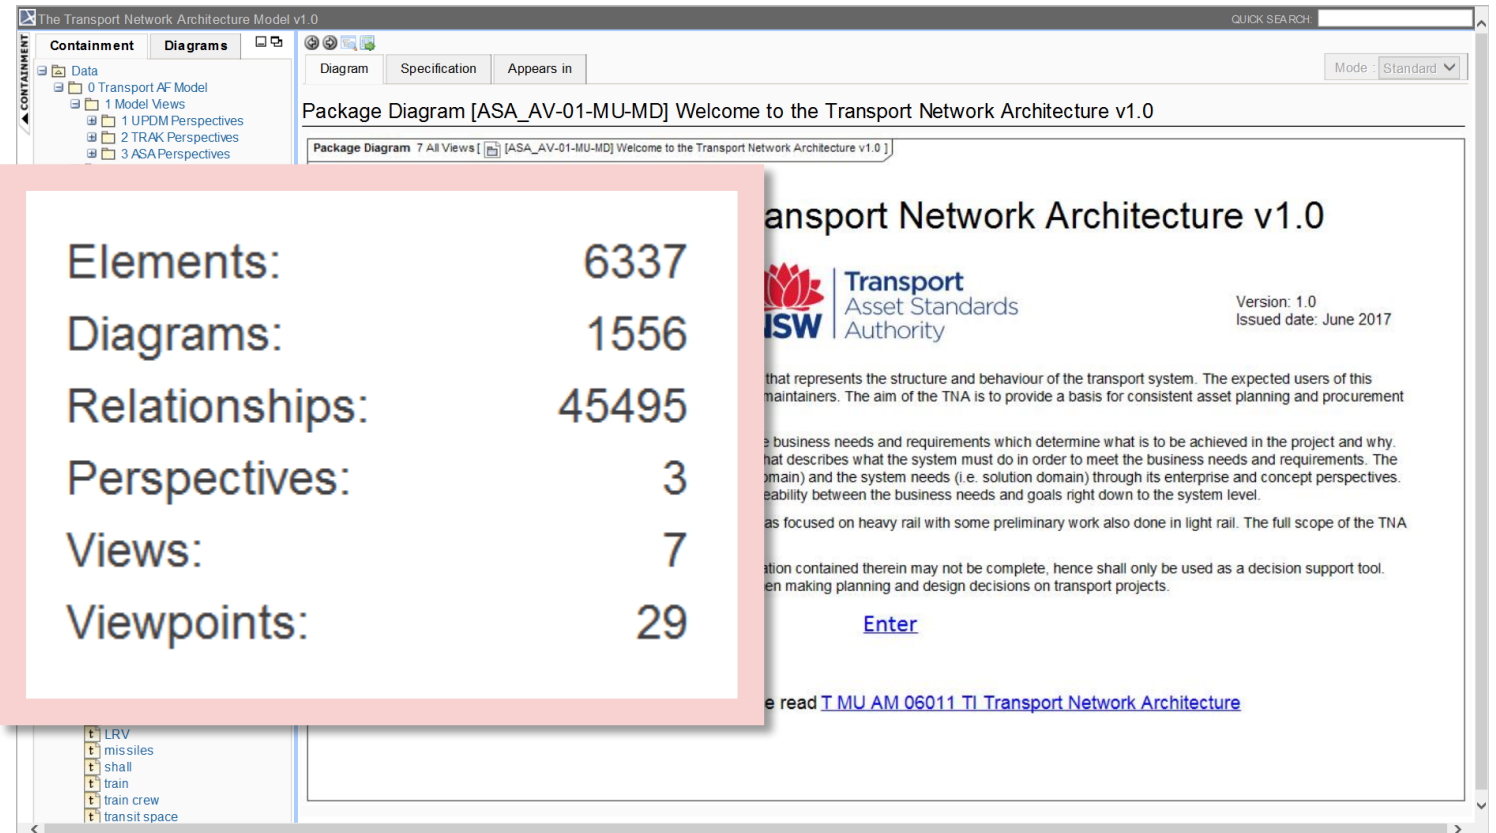 The Transport Network Architecture Model v1.0
QUICK SEARCH:
CONTAINMENT
Containment
Diagrams
Data
0 Transport AF Model
1 Model Views
1 UPDM Perspectives
2 TRAK Perspectives
3 ASA Perspectives
Diagram
Specification
Appears in
Mode : Standard
Package Diagram [ASA_AV-01-MU-MD] Welcome to the Transport Network Architecture v1.0
Package Diagram 7 All Views [ [ASA_AV-01-MU-MD] Welcome to the Transport Network Architecture v1.0 ]
Elements: 6337
Diagrams: 1556
Relationships: 45495
Perspectives: 3
Views: 7
Viewpoints: 29
ansport Network Architecture v1.0
NSW
Transport
Asset Standards
Authority
Version: 1.0
Issued date: June 2017
that represents the structure and behaviour of the transport system. The expected users of this
maintainers. The aim of the TNA is to provide a basis for consistent asset planning and procurement
business needs and requirements which determine what is to be achieved in the project and why.
hat describes what the system must do in order to meet the business needs and requirements. The
omain) and the system needs (i.e. solution domain) through its enterprise and concept perspectives.
eability between the business needs and goals right down to the system level.
as focused on heavy rail with some preliminary work also done in light rail. The full scope of the TNA
ation contained therein may not be complete, hence shall only be used as a decision support tool.
en making planning and design decisions on transport projects.
Enter
e read T MU AM 06011 TI Transport Network Architecture
t LRV
t missiles
t shall
t train
t train crew
t transit space